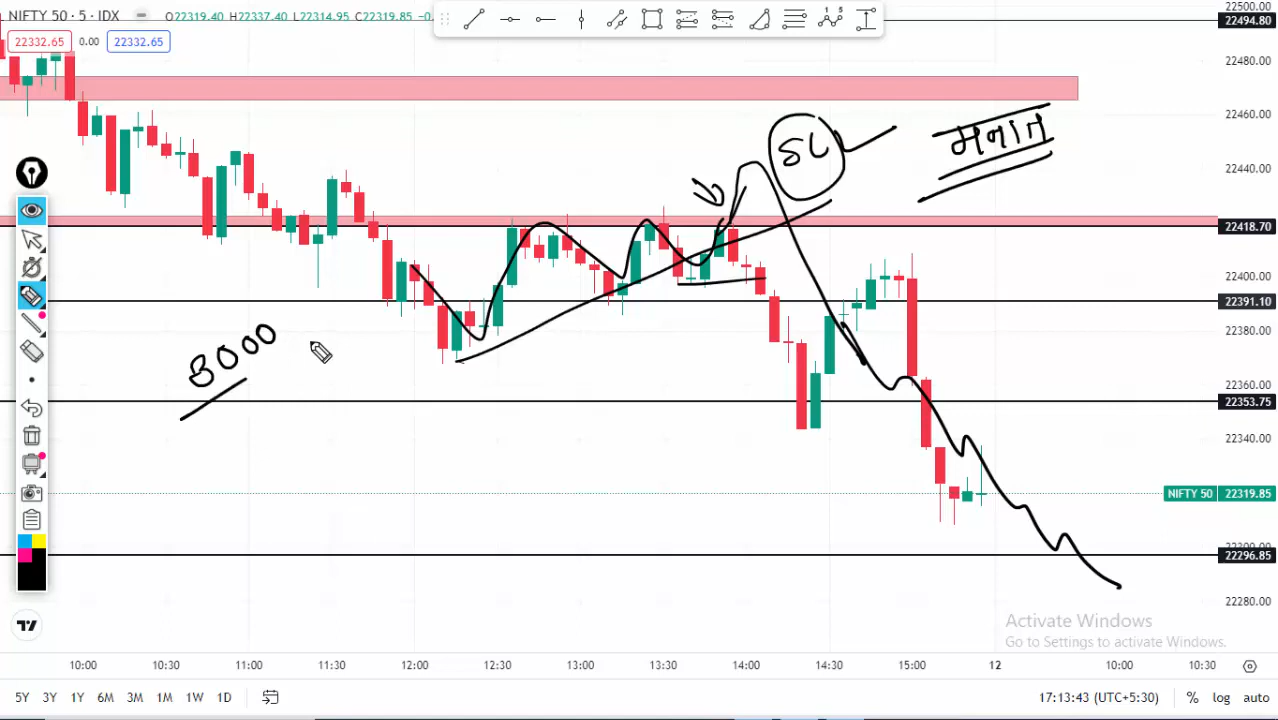 NIFTY 50 · 5 · IDX
O22319.40 H22337.40 L22314.95 C22319.85
22332.65 0.00 22332.65
22500.00
22494.80
22480.00
22460.00
22440.00
22418.70
22400.00
22391.10
22380.00
22360.00
22353.75
22340.00
NIFTY 50 22319.85
22300.00
22296.85
22280.00
SL
8000
Activate Windows
Go to Settings to activate Windows.
10:00 10:30 11:00 11:30 12:00 12:30 13:00 13:30 14:00 14:30 15:00 12 10:00 10:30
5Y 3Y 1Y 6M 3M 1M 1W 1D 17:13:43 (UTC+5:30) % log auto